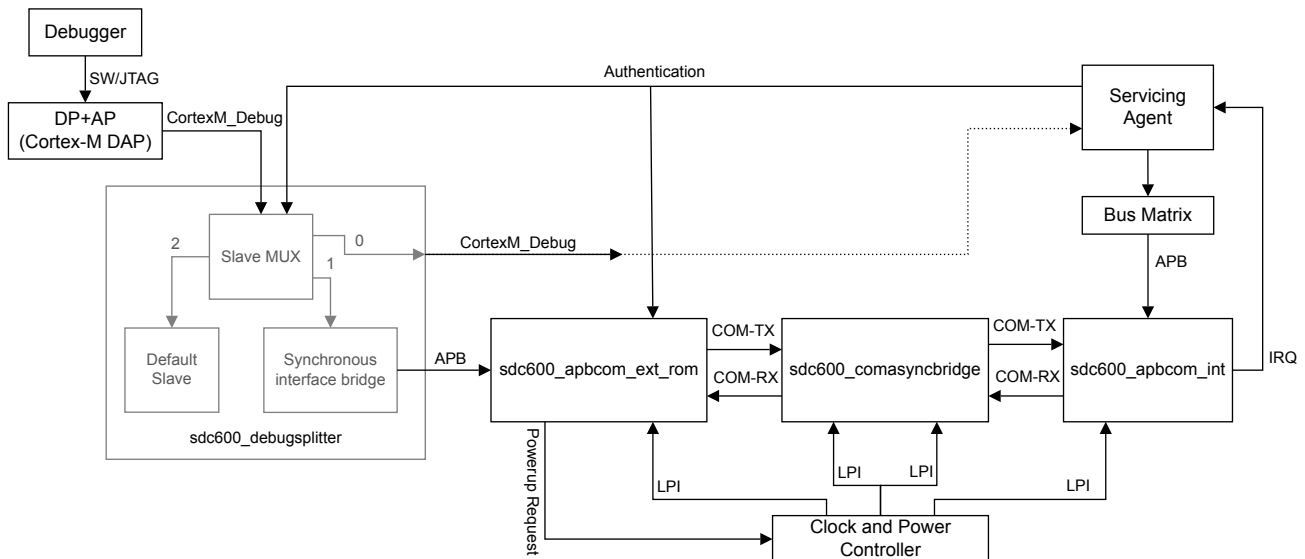 Debugger
SW/JTAG
DP+AP
(Cortex-M DAP)
CortexM_Debug
Authentication
Servicing
Agent
Bus Matrix
APB
IRQ
Slave MUX
0
1
2
CortexM_Debug
Default
Slave
Synchronous
interface bridge
sdc600_debugsplitter
APB
sdc600_apbcom_ext_rom
COM-TX
COM-RX
sdc600_comasyncbridge
COM-TX
COM-RX
sdc600_apbcom_int
Powerup Request
LPI
LPI
LPI
LPI
Clock and Power
Controller